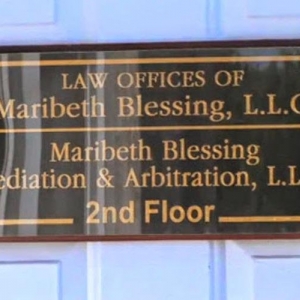 LAW OFFICES OF
Maribeth Blessing, L.L.C
Maribeth Blessing
ediation & Arbitration, L.L.
2nd Floor